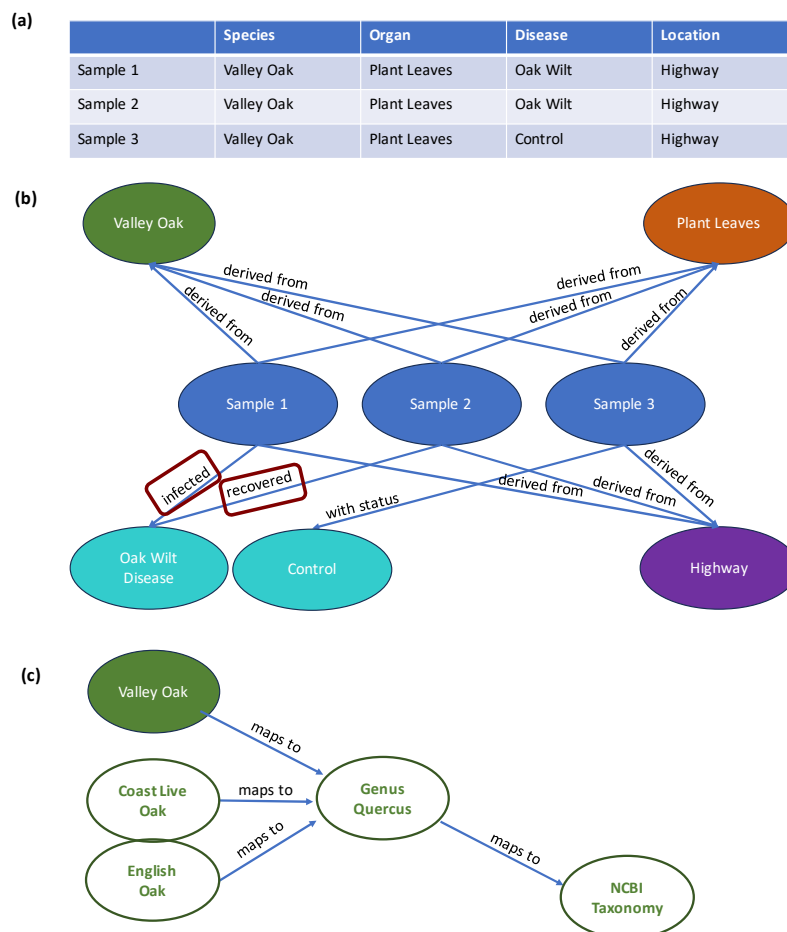 (a)
Species Organ Disease Location
Sample 1 Valley Oak Plant Leaves Oak Wilt Highway
Sample 2 Valley Oak Plant Leaves Oak Wilt Highway
Sample 3 Valley Oak Plant Leaves Control Highway
(b)
Valley Oak
Plant Leaves
derived from
derived from
derived from
derived from
derived from
derived from
Sample 1
Sample 2
Sample 3
infected
recovered
with status
derived from
derived from
derived from
Oak Wilt
Disease
Control
Highway
(c)
Valley Oak
maps to
Coast Live
Oak
maps to
Genus
Quercus
English
Oak
maps to
maps to
NCBI
Taxonomy